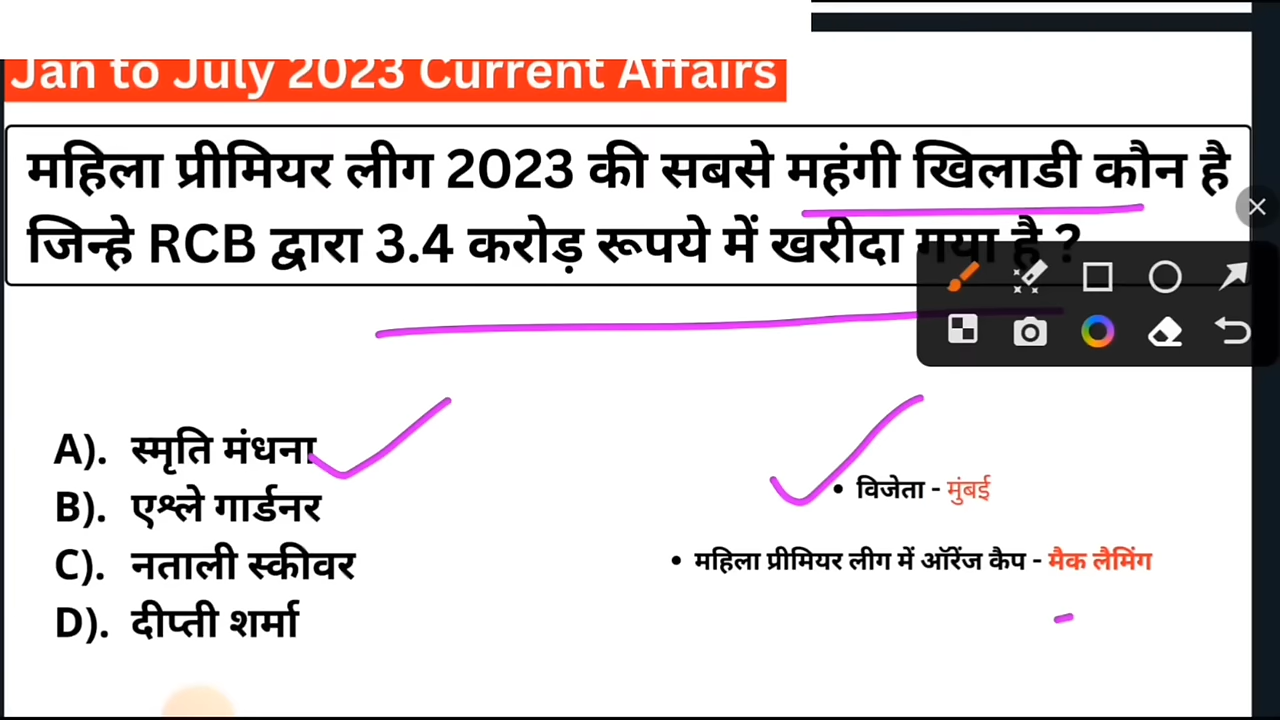 Jan to July 2023 Current Affairs
महिला प्रीमियर लीग 2023 की सबसे महंगी खिलाडी कौन है
जिन्हे RCB द्वारा 3.4 करोड़ रूपये में खरीदा गया है ?
A). स्मृति मंधना
B). एश्ले गार्डनर
C). नताली स्कीवर
D). दीप्ती शर्मा
• विजेता - मुंबई
• महिला प्रीमियर लीग में ऑरेंज कैप - मैक लैमिंग